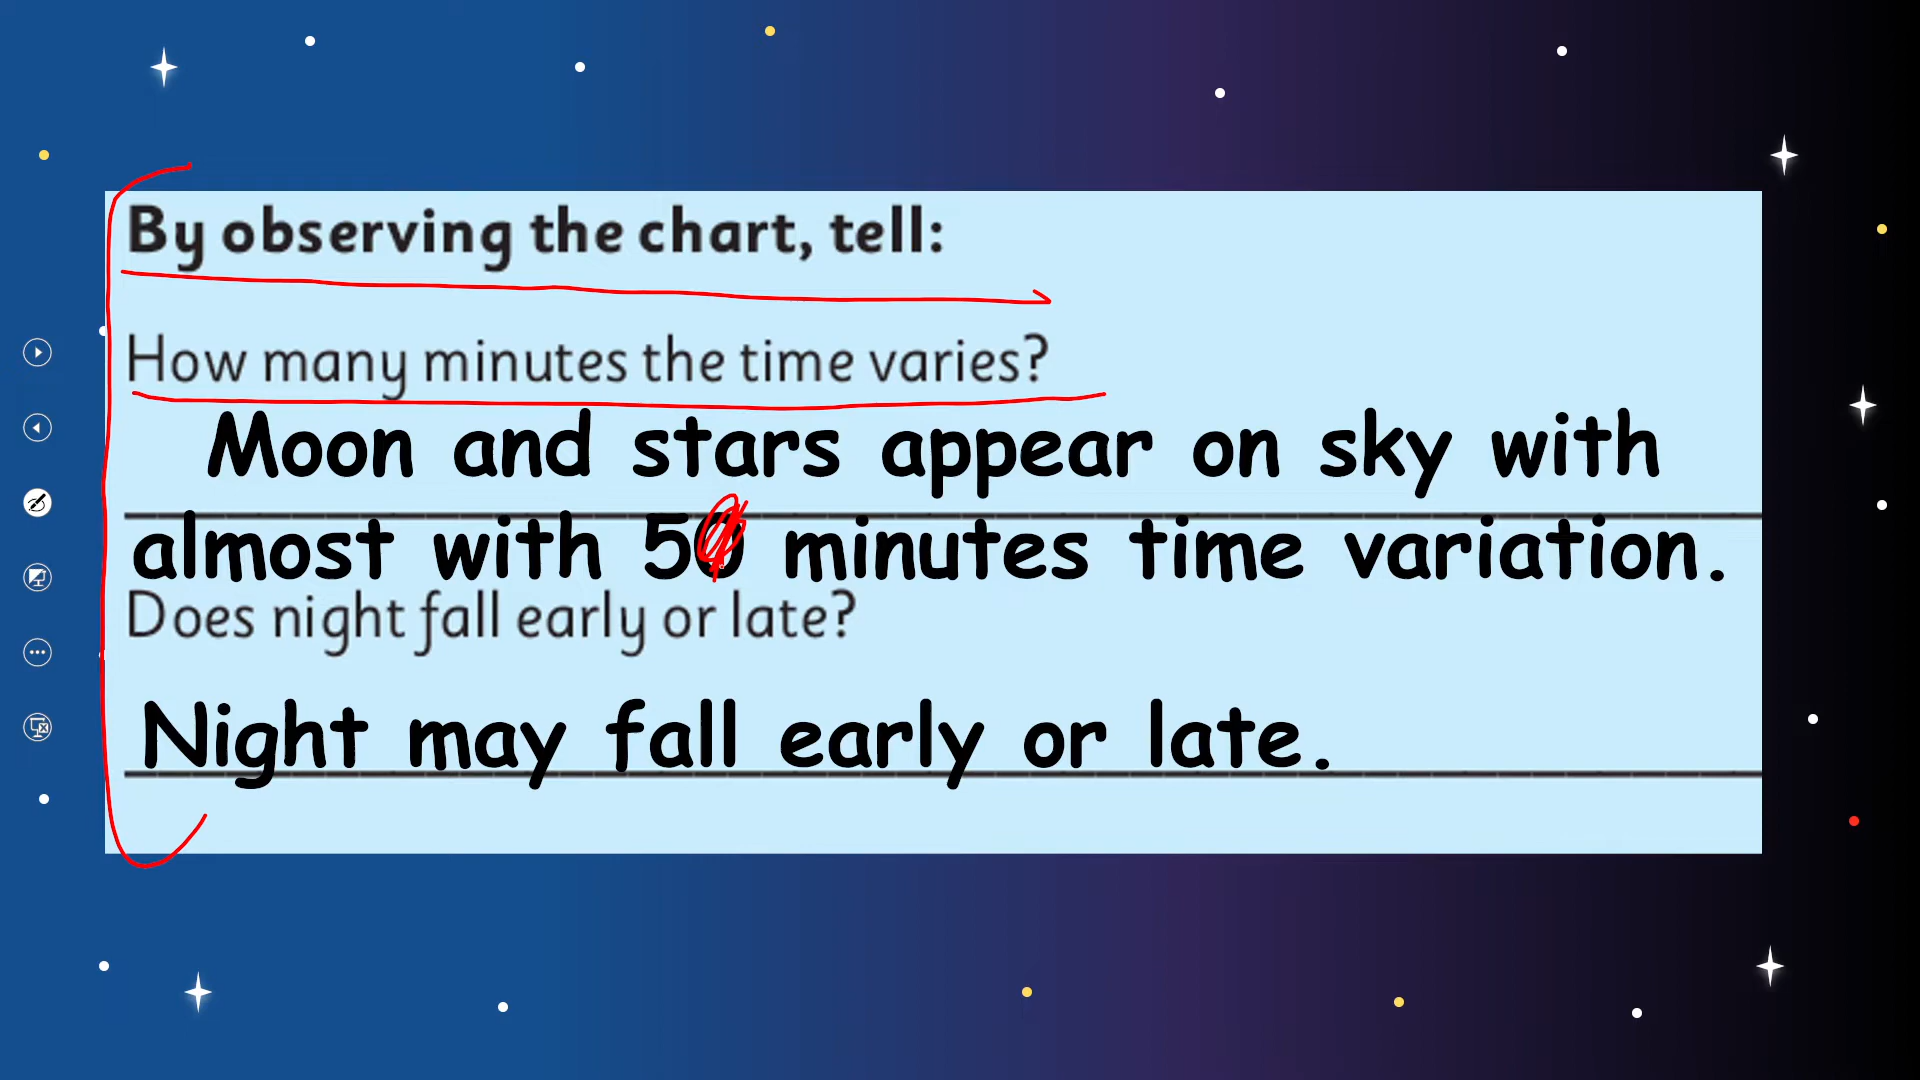 By observing the chart, tell:
How many minutes the time varies?
Moon and stars appear on sky with
almost with 50 minutes time variation.
Does night fall early or late?
Night may fall early or late.